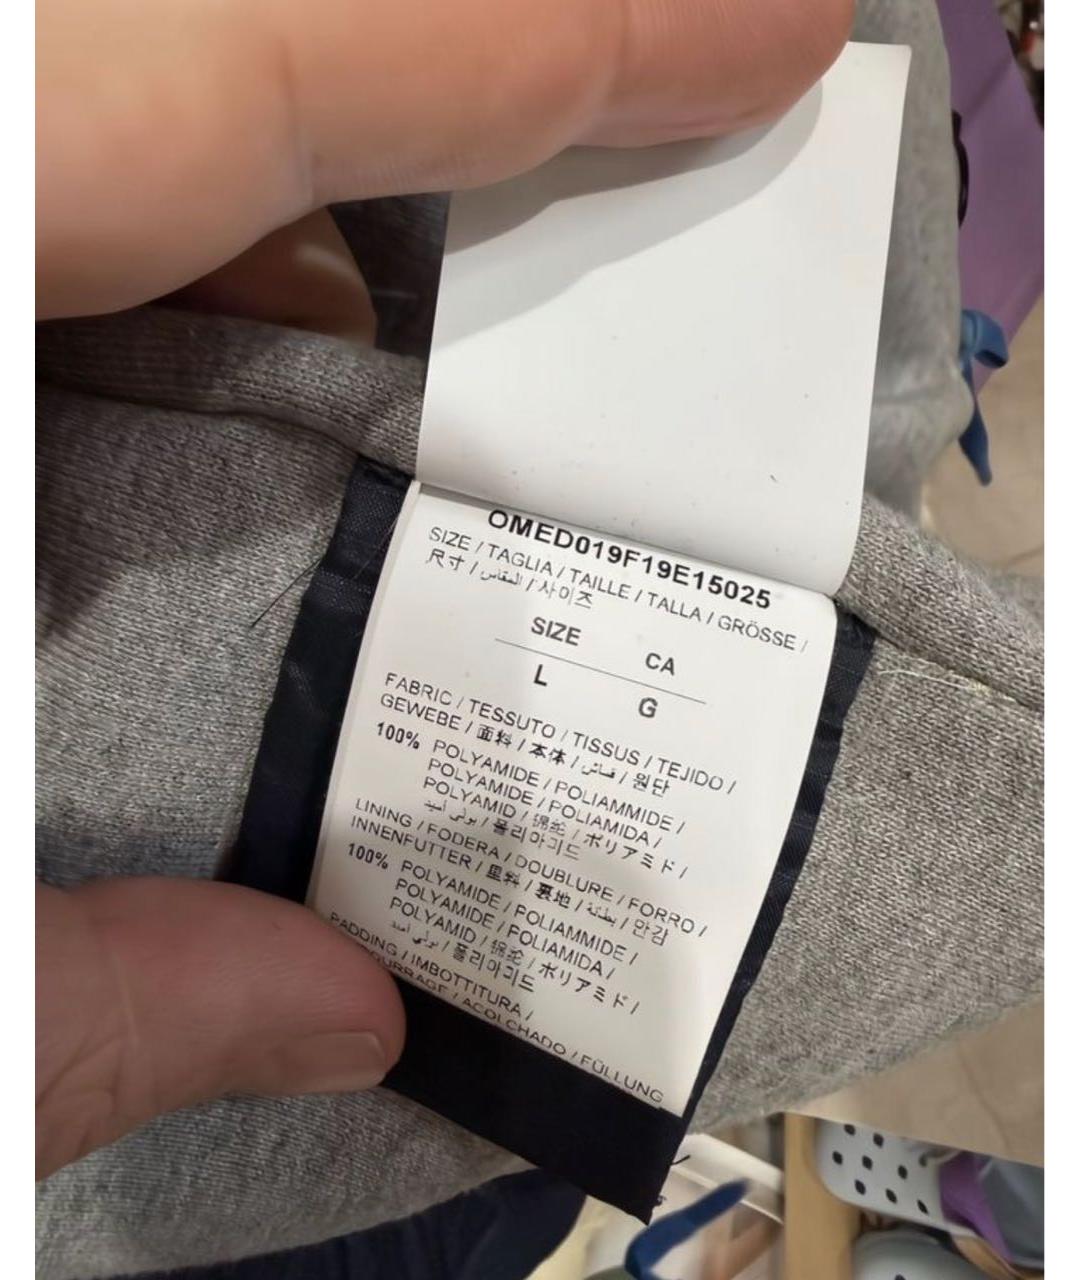 OMED019F19E15025
SIZE / TAGLIA / TAILLE / TALLA / GRÖSSE /
尺寸 / المقاس / 사이즈
SIZE CA
L G
FABRIC / TESSUTO / TISSUS / TEJIDO /
GEWEBE / 面料 / 本体 / قماش / 원단
100% POLYAMIDE / POLIAMMIDE /
POLYAMIDE / POLIAMIDA /
POLYAMID / 锦纶 / ポリアミド /
بولي أميد / 폴리아미드
LINING / FODERA / DOUBLURE / FORRO /
INNENFUTTER / 里料 / 裏地 / بطانة / 안감
100% POLYAMIDE / POLIAMMIDE /
POLYAMIDE / POLIAMIDA /
POLYAMID / 锦纶 / ポリアミド /
بولي أميد / 폴리아미드
PADDING / IMBOTTITURA /
/ ACOLCHADO / FÜLLUNG